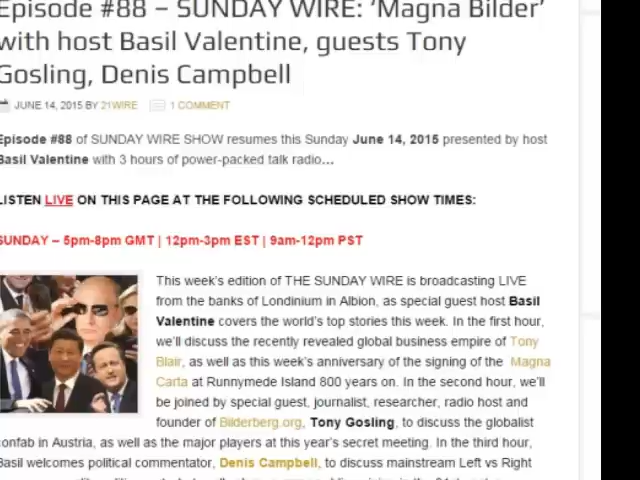 Episode #88 – SUNDAY WIRE: ‘Magna Bilder’
with host Basil Valentine, guests Tony
Gosling, Denis Campbell
JUNE 14, 2015 BY 21WIRE 1 COMMENT
Episode #88 of SUNDAY WIRE SHOW resumes this Sunday June 14, 2015 presented by host
Basil Valentine with 3 hours of power-packed talk radio…
LISTEN LIVE ON THIS PAGE AT THE FOLLOWING SCHEDULED SHOW TIMES:
SUNDAY – 5pm-8pm GMT | 12pm-3pm EST | 9am-12pm PST
This week’s edition of THE SUNDAY WIRE is broadcasting LIVE
from the banks of Londinium in Albion, as special guest host Basil
Valentine covers the world’s top stories this week. In the first hour,
we’ll discuss the recently revealed global business empire of Tony
Blair, as well as this week’s anniversary of the signing of the Magna
Carta at Runnymede Island 800 years on. In the second hour, we’ll
be joined by special guest, journalist, researcher, radio host and
founder of Bilderberg.org, Tony Gosling, to discuss the globalist
confab in Austria, as well as the major players at this year’s secret meeting. In the third hour,
Basil welcomes political commentator, Denis Campbell, to discuss mainstream Left vs Right